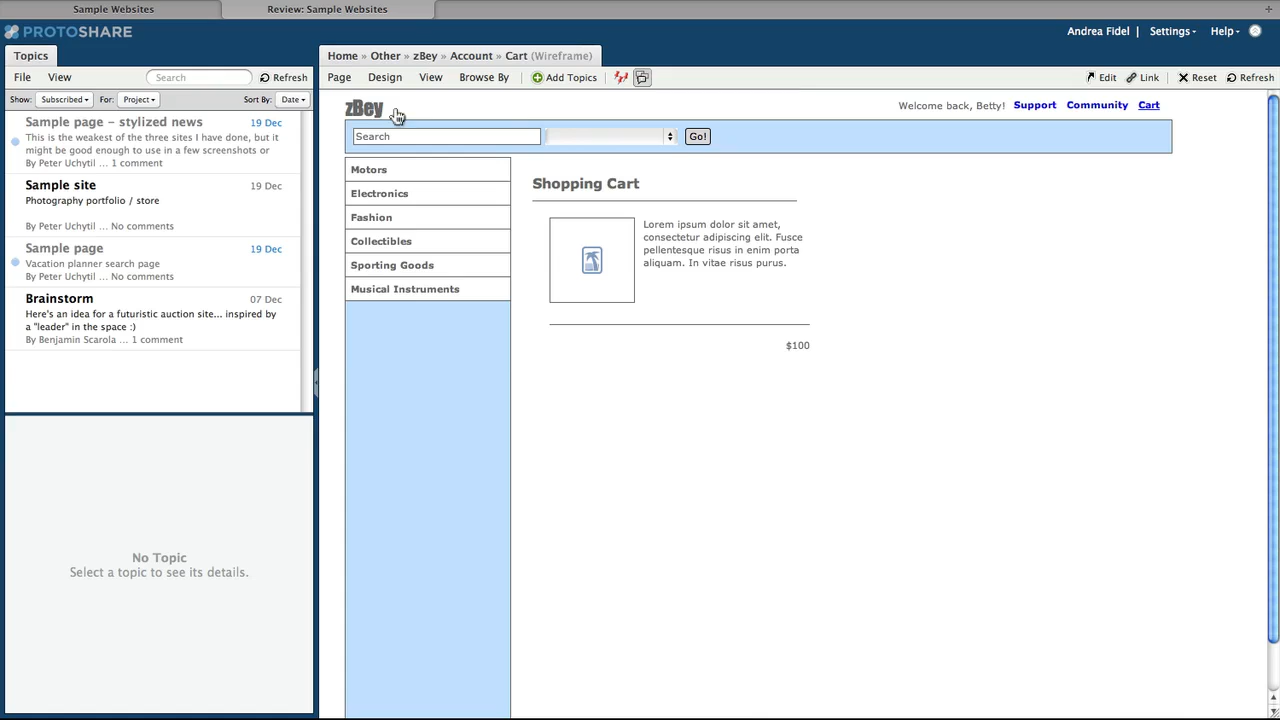 Sample Websites
Review: Sample Websites
PROTOSHARE
Andrea Fidel | Settings Help
Topics
File View Search Refresh
Show: Subscribed For: Project Sort By: Date
Sample page – stylized news 19 Dec
This is the weakest of the three sites I have done, but it
might be good enough to use in a few screenshots or
By Peter Uchytil ... 1 comment
Sample site 19 Dec
Photography portfolio / store
By Peter Uchytil ... No comments
Sample page 19 Dec
Vacation planner search page
By Peter Uchytil ... No comments
Brainstorm 07 Dec
Here's an idea for a futuristic auction site... inspired by
a "leader" in the space :)
By Benjamin Scarola ... 1 comment
No Topic
Select a topic to see its details.
Home » Other » zBey » Account » Cart (Wireframe)
Page Design View Browse By Add Topics Edit Link Reset Refresh
zBey
Welcome back, Betty! Support Community Cart
Search Go!
Motors
Electronics
Fashion
Collectibles
Sporting Goods
Musical Instruments
Shopping Cart
Lorem ipsum dolor sit amet,
consectetur adipiscing elit. Fusce
pellentesque risus in enim porta
aliquam. In vitae risus purus.
$100